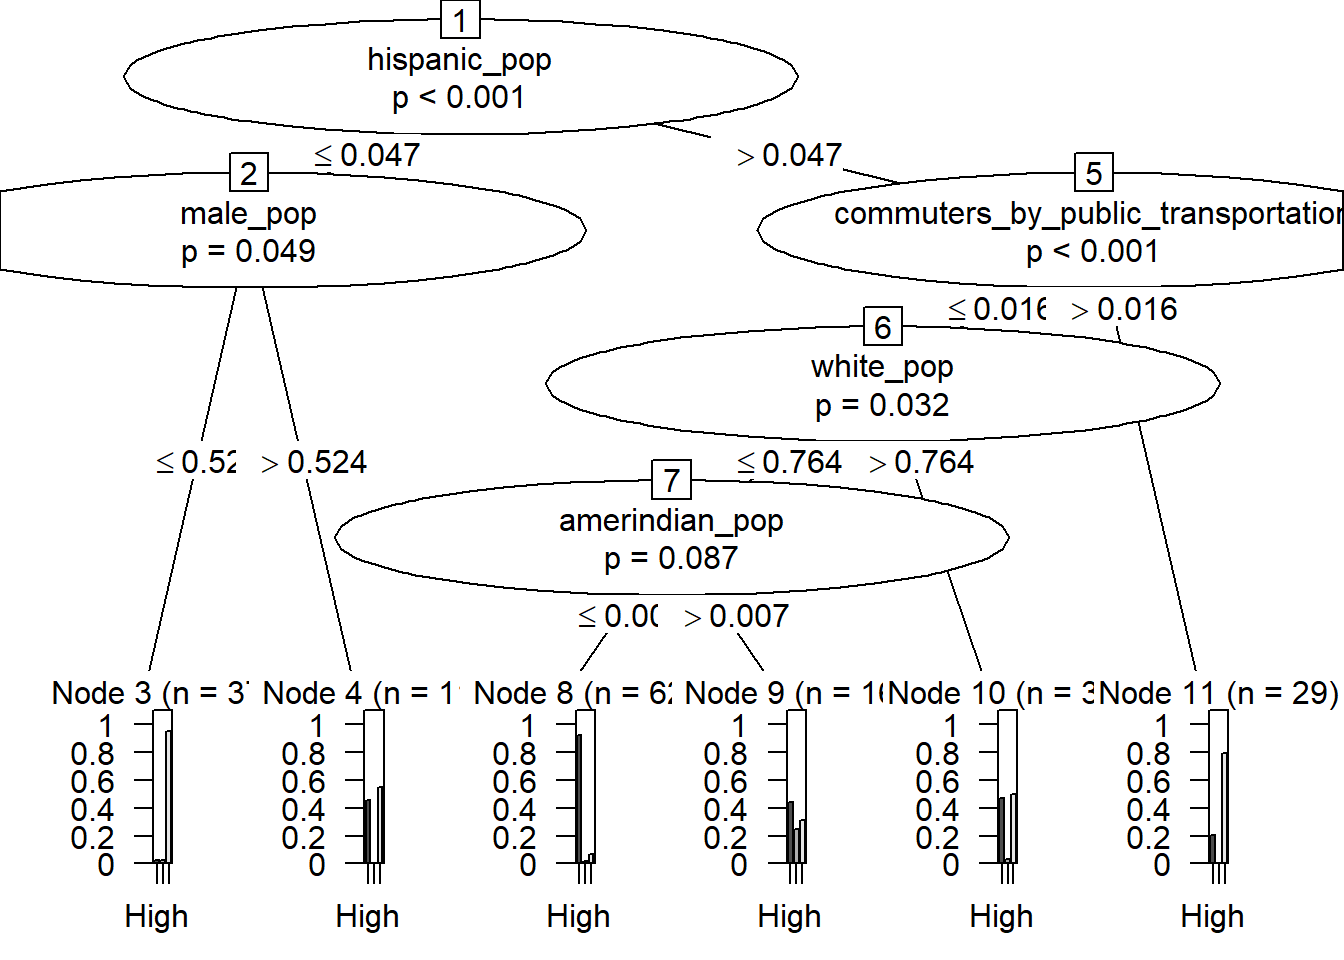 1
hispanic_pop
p < 0.001
≤ 0.047
> 0.047
2
male_pop
p = 0.049
5
commuters_by_public_transportation
p < 0.001
≤ 0.016
> 0.016
6
white_pop
p = 0.032
≤ 0.52
> 0.524
≤ 0.764
> 0.764
7
amerindian_pop
p = 0.087
≤ 0.00
> 0.007
Node 3 (n = 37
Node 4 (n = 1
Node 8 (n = 62
Node 9 (n = 16
Node 10 (n = 3
Node 11 (n = 29)
1
0.8
0.6
0.4
0.2
0
High
1
0.8
0.6
0.4
0.2
0
High
1
0.8
0.6
0.4
0.2
0
High
1
0.8
0.6
0.4
0.2
0
High
1
0.8
0.6
0.4
0.2
0
High
1
0.8
0.6
0.4
0.2
0
High